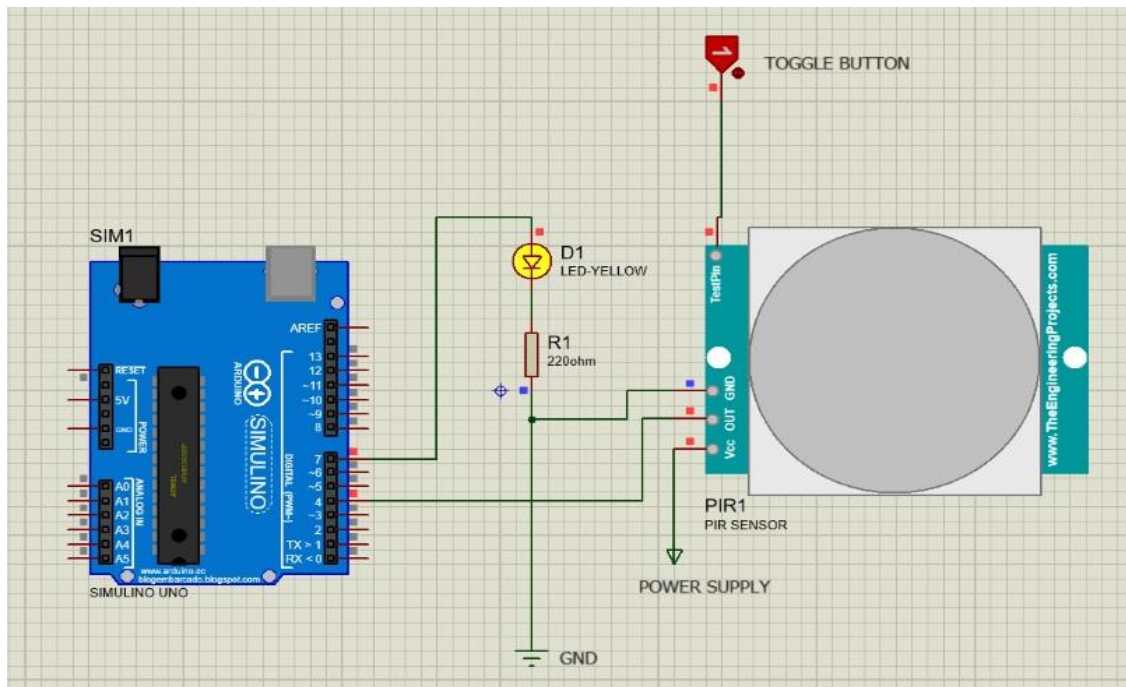 1
TOGGLE BUTTON
SIM1
D1
LED-YELLOW
R1
220ohm
AREF
13
12
~11
~10
~9
8
7
~6
~5
4
~3
2
TX > 1
RX < 0
DIGITAL (PWM~)
ARDUINO
SIMULINO
RESET
5V
GND
POWER
A0
A1
A2
A3
A4
A5
ANALOG IN
ATMEL
www.arduino.cc
blogembarcado.blogspot.com
SIMULINO UNO
TestPin
GND
OUT
Vcc
www.TheEngineeringProjects.com
PIR1
PIR SENSOR
POWER SUPPLY
GND